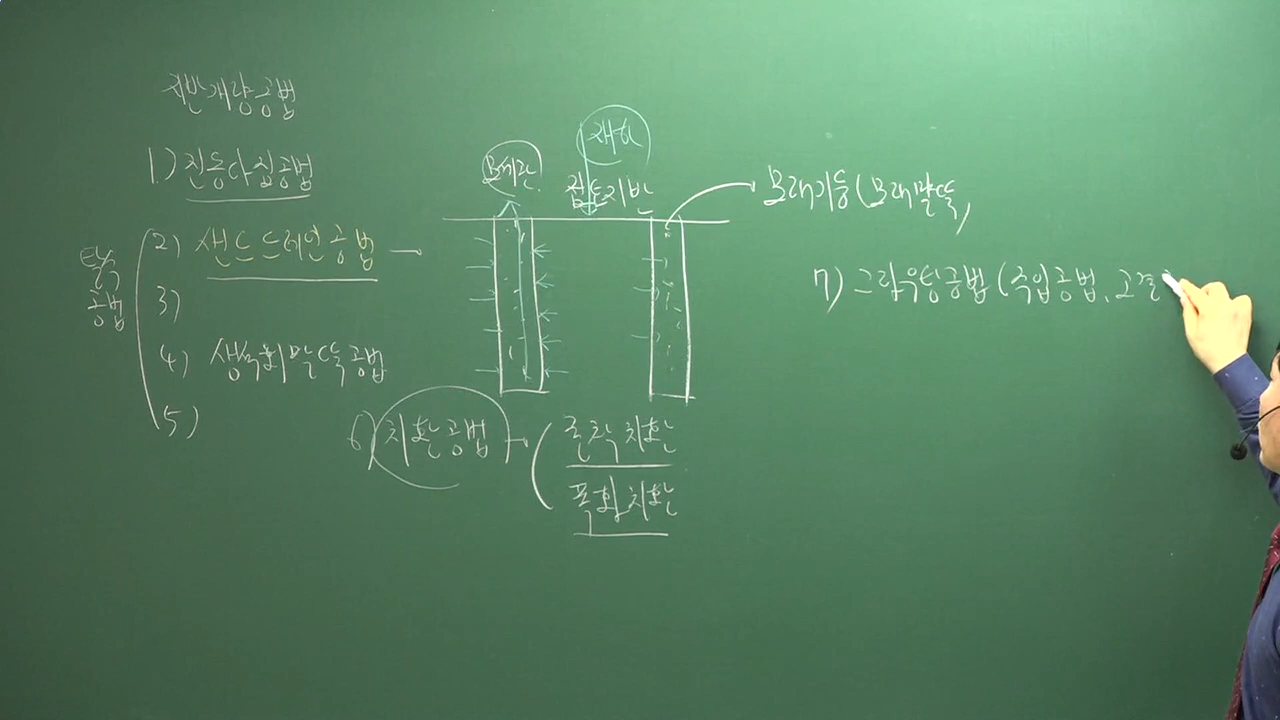 지반개량공법
1.) 진동다짐공법
탈수
공법
2) 샌드드레인공법 →
3)
4) 생석회말뚝공법
5)
6) 치환공법 → ( 굴착치환
폭파치환
모래관
재하
점토지반
모래기둥(모래말뚝)
7) 그라우팅공법 (주입공법, 고결